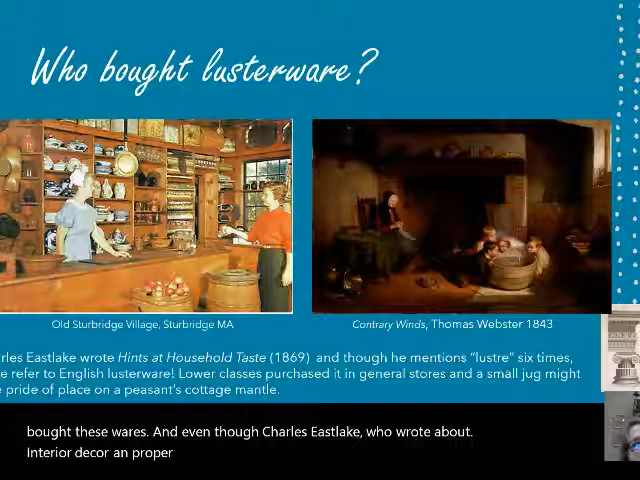 Who bought lusterware?
Old Sturbridge Village, Sturbridge MA
Contrary Winds, Thomas Webster 1843
rles Eastlake wrote Hints at Household Taste (1869) and though he mentions "lustre" six times,
e refer to English lusterware! Lower classes purchased it in general stores and a small jug might
e pride of place on a peasant's cottage mantle.
bought these wares. And even though Charles Eastlake, who wrote about.
Interior decor an proper